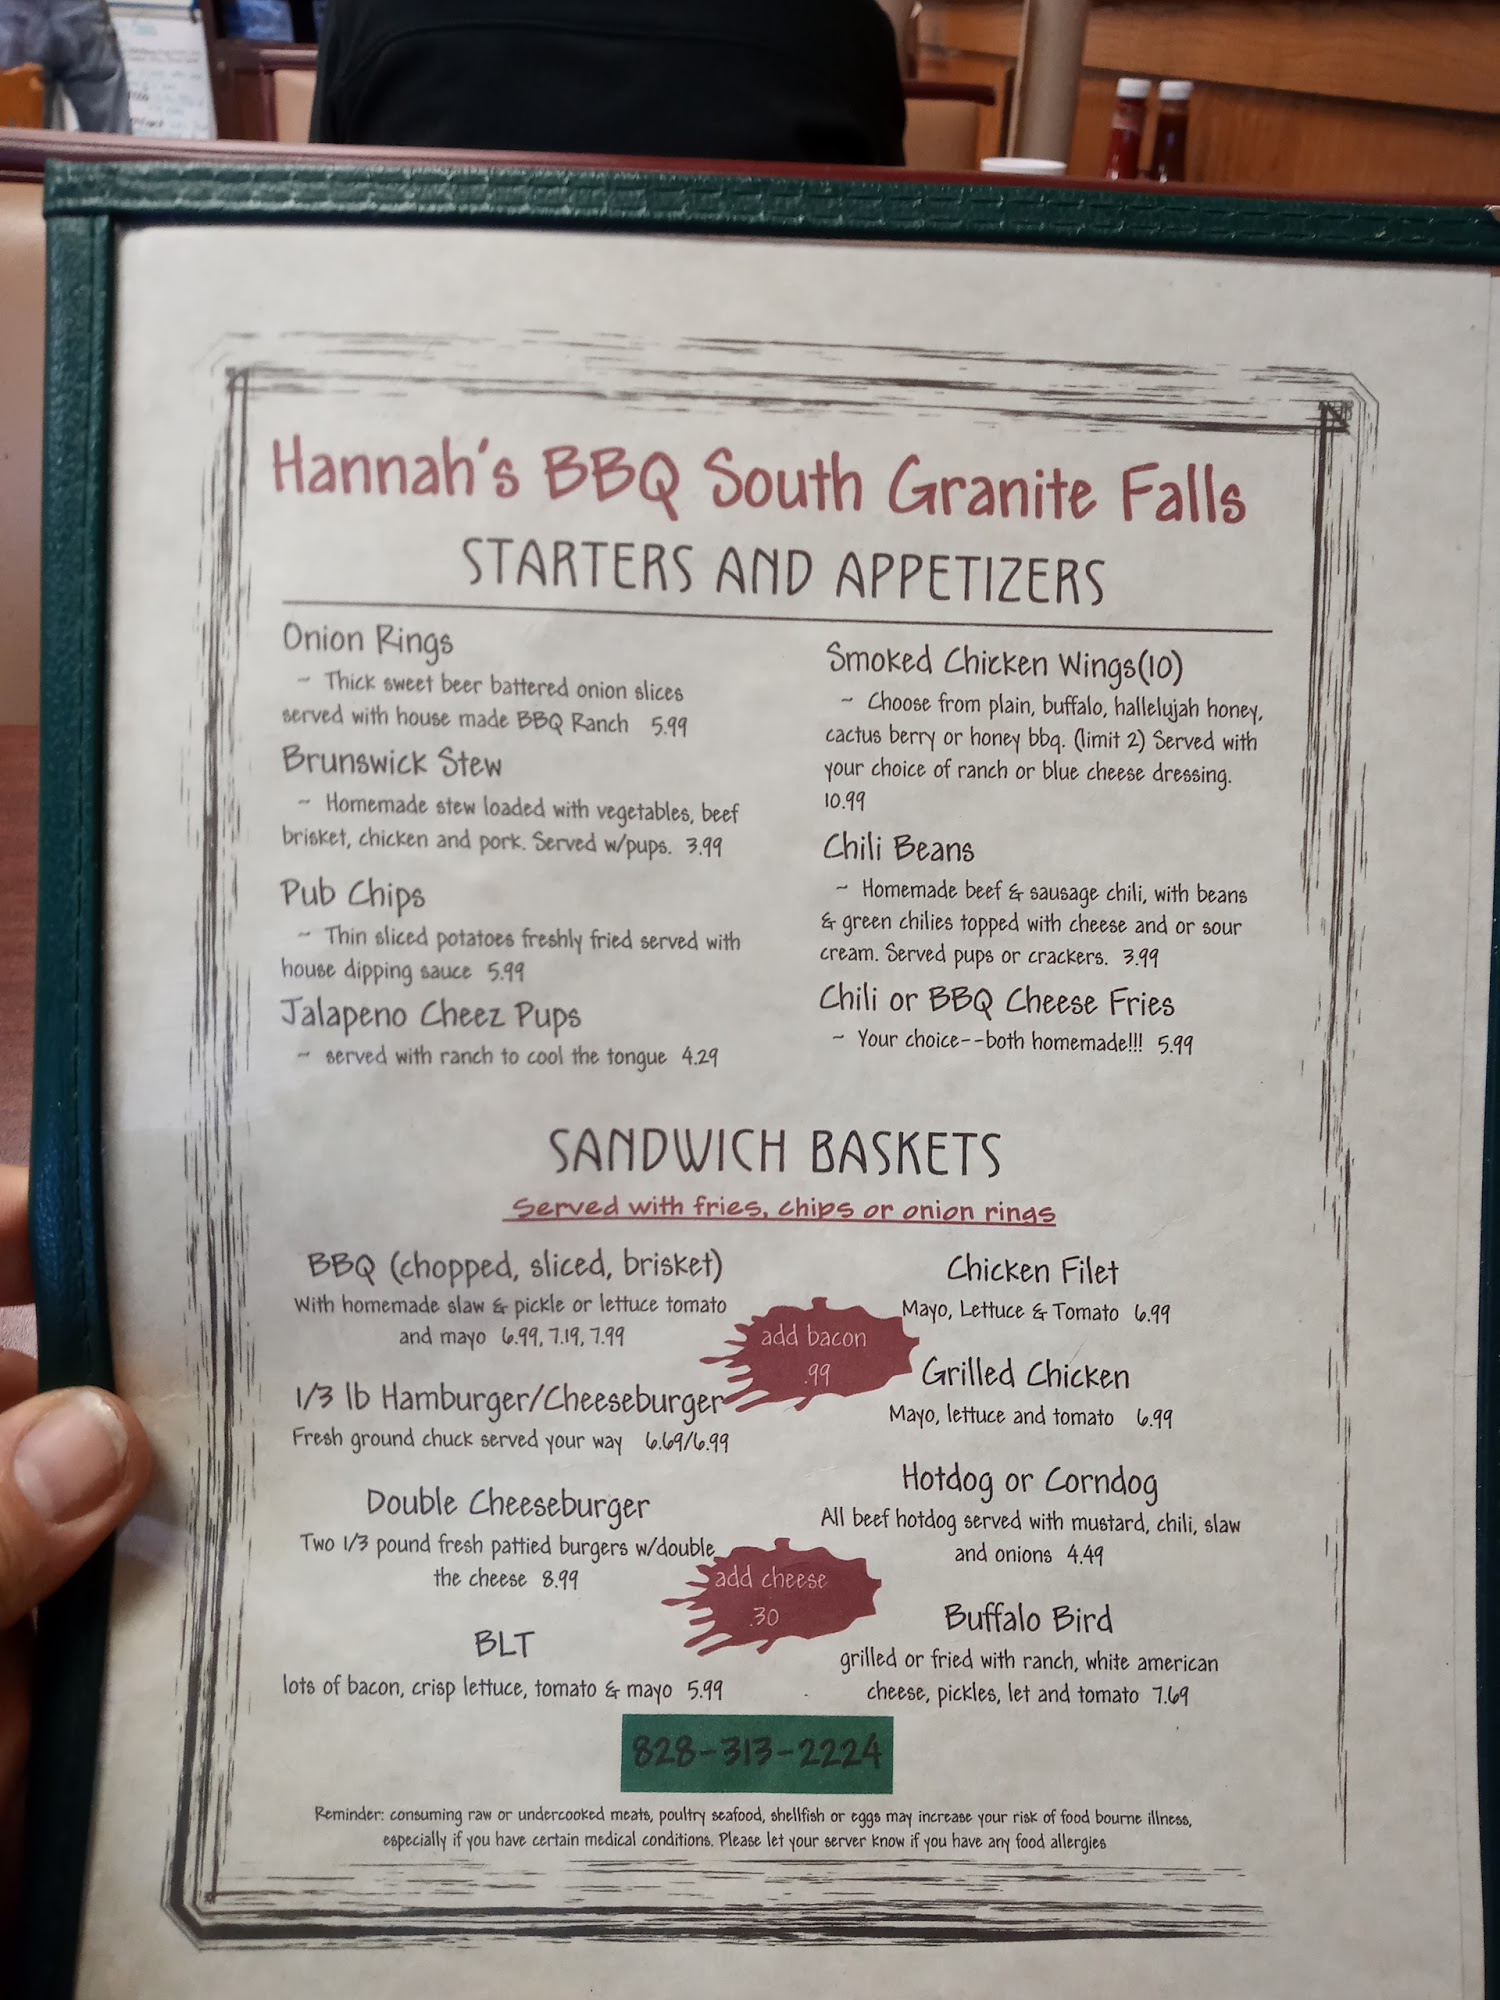 Hannah's BBQ South Granite Falls
STARTERS AND APPETIZERS
Onion Rings
~ Thick sweet beer battered onion slices
served with house made BBQ Ranch 5.99
Brunswick Stew
~ Homemade stew loaded with vegetables, beef
brisket, chicken and pork. Served w/pups. 3.99
Pub Chips
~ Thin sliced potatoes freshly fried served with
house dipping sauce 5.99
Jalapeno Cheez Pups
~ served with ranch to cool the tongue 4.29
Smoked Chicken Wings(10)
~ Choose from plain, buffalo, hallelujah honey,
cactus berry or honey bbq. (limit 2) Served with
your choice of ranch or blue cheese dressing.
10.99
Chili Beans
~ Homemade beef & sausage chili, with beans
& green chilies topped with cheese and or sour
cream. Served pups or crackers. 3.99
Chili or BBQ Cheese Fries
~ Your choice--both homemade!!! 5.99
SANDWICH BASKETS
Served with fries, chips or onion rings
BBQ (chopped, sliced, brisket)
With homemade slaw & pickle or lettuce tomato
and mayo 6.99, 7.19, 7.99
1/3 lb Hamburger/Cheeseburger
Fresh ground chuck served your way 6.69/6.99
Double Cheeseburger
Two 1/3 pound fresh pattied burgers w/double
the cheese 8.99
BLT
lots of bacon, crisp lettuce, tomato & mayo 5.99
add bacon
.99
add cheese
.30
Chicken Filet
Mayo, Lettuce & Tomato 6.99
Grilled Chicken
Mayo, lettuce and tomato 6.99
Hotdog or Corndog
All beef hotdog served with mustard, chili, slaw
and onions 4.49
Buffalo Bird
grilled or fried with ranch, white american
cheese, pickles, let and tomato 7.69
828-313-2224
Reminder: consuming raw or undercooked meats, poultry seafood, shellfish or eggs may increase your risk of food bourne illness,
especially if you have certain medical conditions. Please let your server know if you have any food allergies